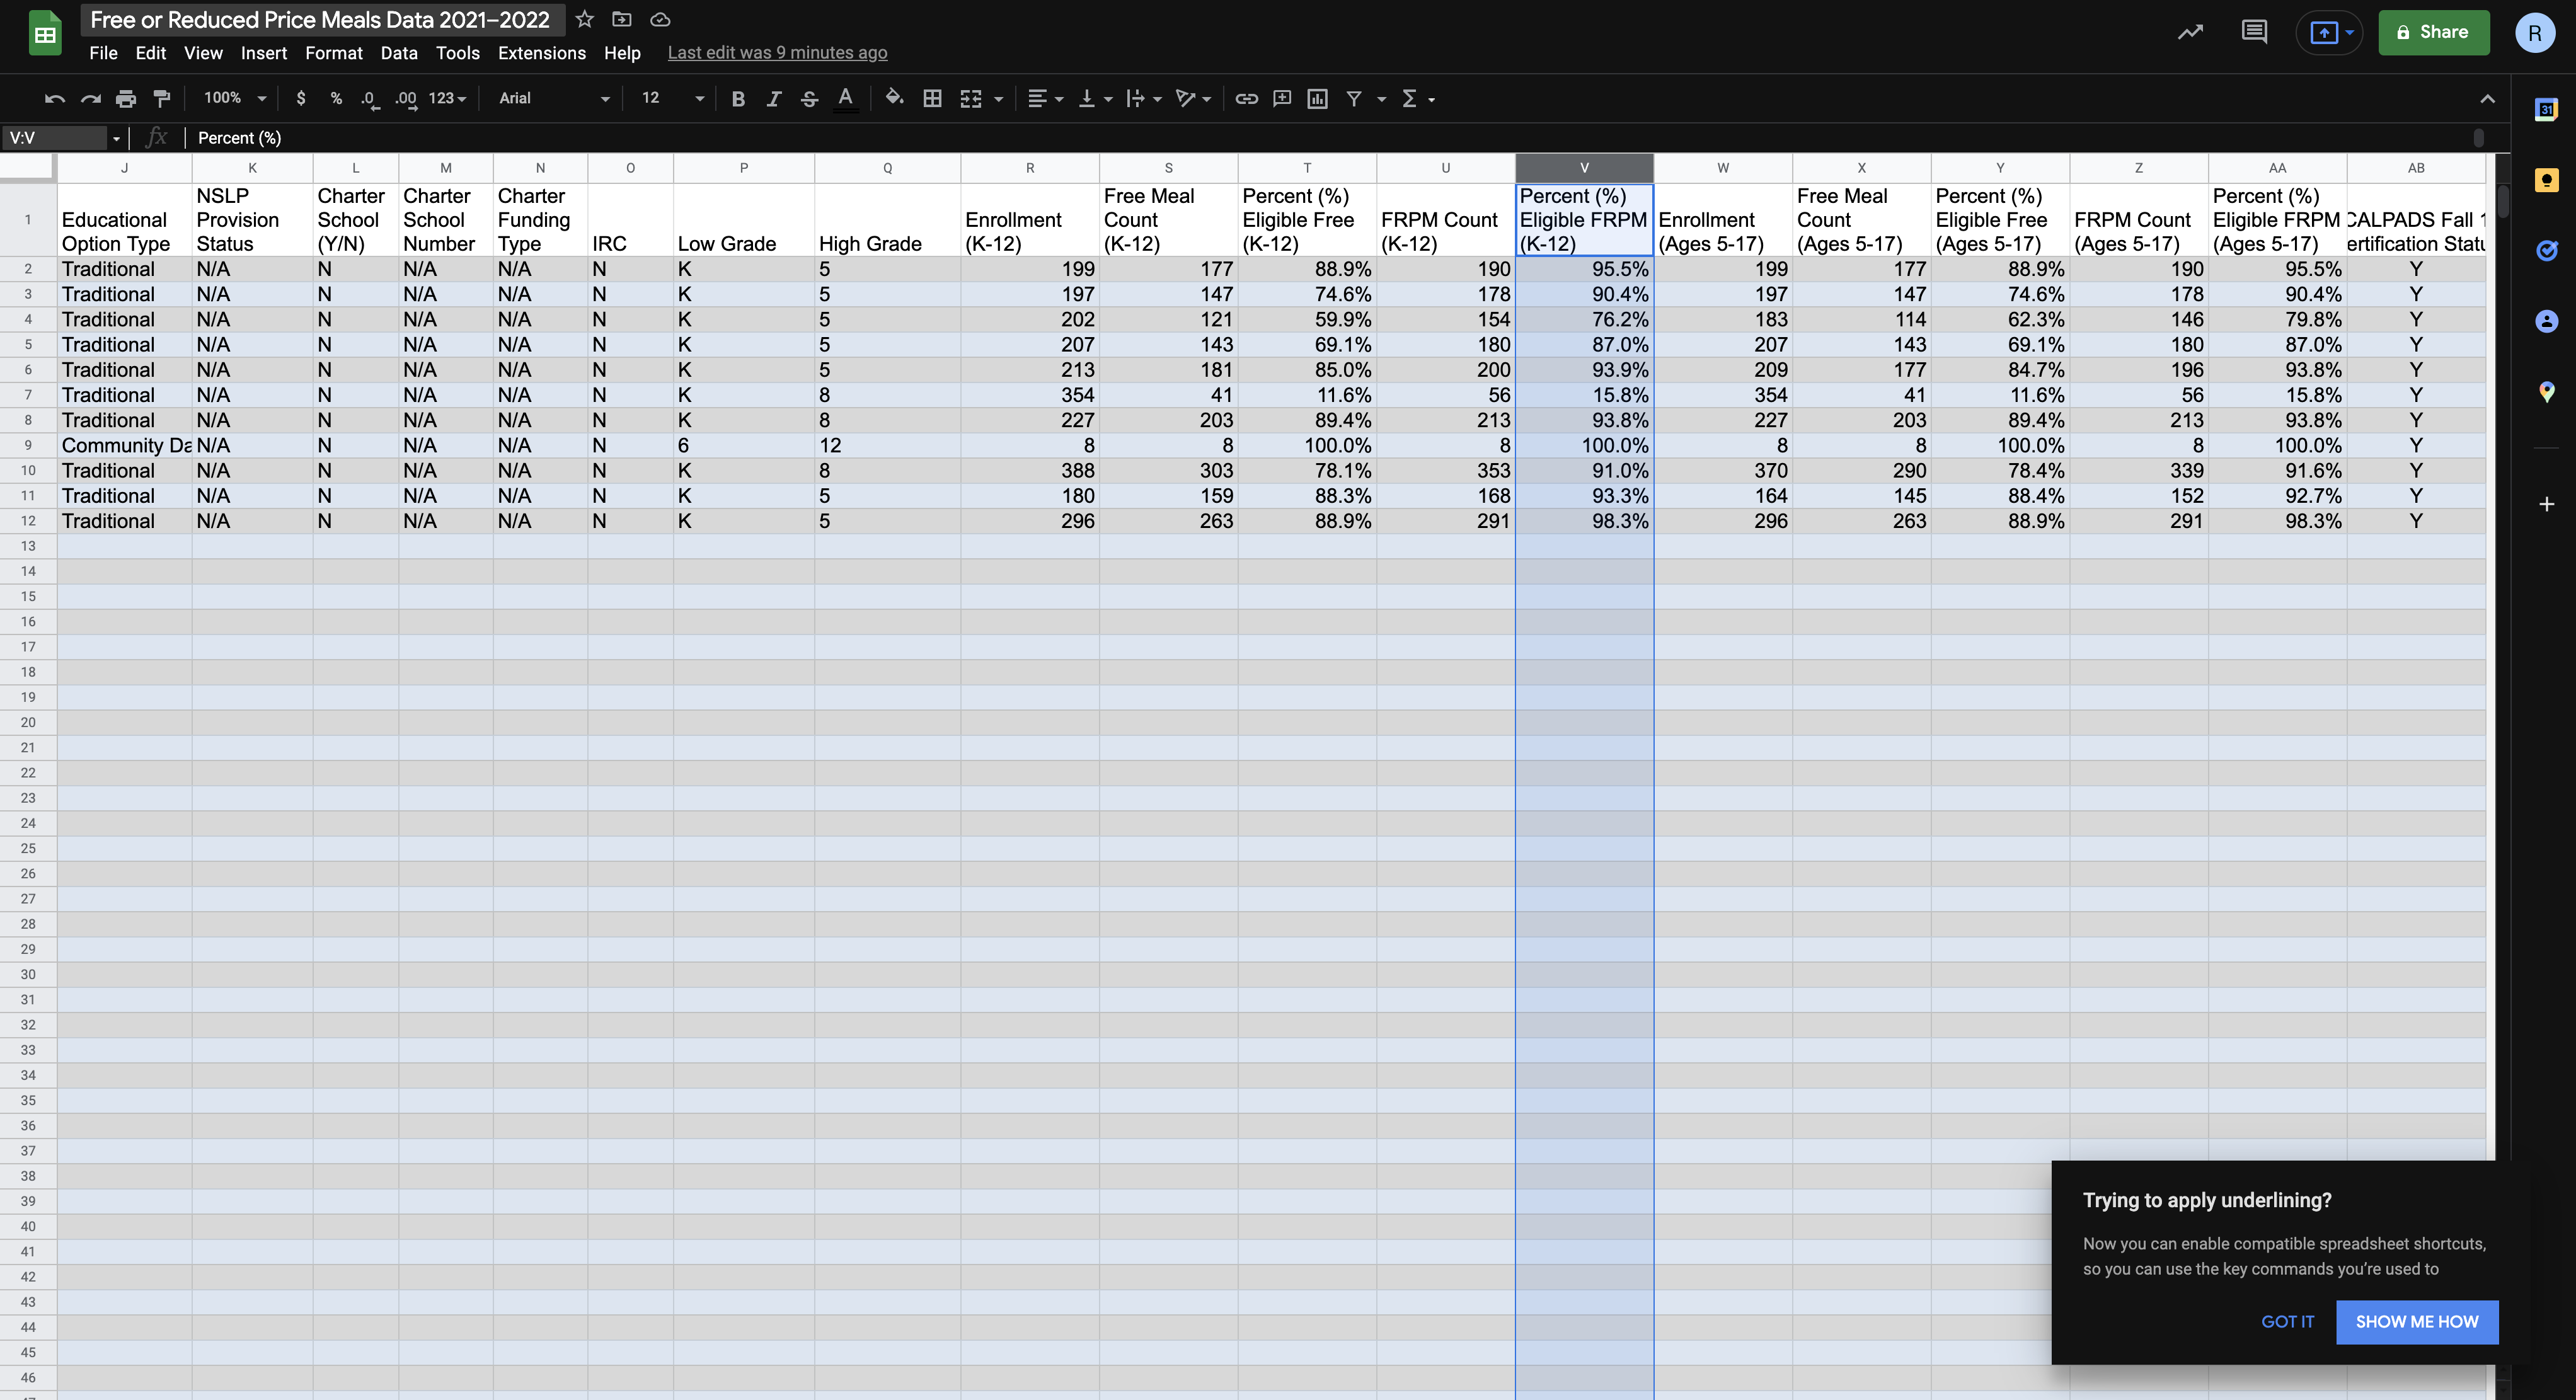 Free or Reduced Price Meals Data 2021–2022
File Edit View Insert Format Data Tools Extensions Help Last edit was 9 minutes ago
Share
R
100% $ % .0 .00 123 Arial 12 B I S A
31
V:V fx Percent (%)
J K L M N O P Q R S T U V W X Y Z AA AB
1 Educational Option Type NSLP Provision Status Charter School (Y/N) Charter School Number Charter Funding Type IRC Low Grade High Grade Enrollment (K-12) Free Meal Count (K-12) Percent (%) Eligible Free (K-12) FRPM Count (K-12) Percent (%) Eligible FRPM (K-12) Enrollment (Ages 5-17) Free Meal Count (Ages 5-17) Percent (%) Eligible Free (Ages 5-17) FRPM Count (Ages 5-17) Percent (%) Eligible FRPM (Ages 5-17) CALPADS Fall 1 ertification Statu
2 Traditional N/A N N/A N/A N K 5 199 177 88.9% 190 95.5% 199 177 88.9% 190 95.5% Y
3 Traditional N/A N N/A N/A N K 5 197 147 74.6% 178 90.4% 197 147 74.6% 178 90.4% Y
4 Traditional N/A N N/A N/A N K 5 202 121 59.9% 154 76.2% 183 114 62.3% 146 79.8% Y
5 Traditional N/A N N/A N/A N K 5 207 143 69.1% 180 87.0% 207 143 69.1% 180 87.0% Y
6 Traditional N/A N N/A N/A N K 5 213 181 85.0% 200 93.9% 209 177 84.7% 196 93.8% Y
7 Traditional N/A N N/A N/A N K 8 354 41 11.6% 56 15.8% 354 41 11.6% 56 15.8% Y
8 Traditional N/A N N/A N/A N K 8 227 203 89.4% 213 93.8% 227 203 89.4% 213 93.8% Y
9 Community Da N/A N N/A N/A N 6 12 8 8 100.0% 8 100.0% 8 8 100.0% 8 100.0% Y
10 Traditional N/A N N/A N/A N K 8 388 303 78.1% 353 91.0% 370 290 78.4% 339 91.6% Y
11 Traditional N/A N N/A N/A N K 5 180 159 88.3% 168 93.3% 164 145 88.4% 152 92.7% Y
12 Traditional N/A N N/A N/A N K 5 296 263 88.9% 291 98.3% 296 263 88.9% 291 98.3% Y
13
14
15
16
17
18
19
20
21
22
23
24
25
26
27
28
29
30
31
32
33
34
35
36
37
38
39
40
41
42
43
44
45
46
Trying to apply underlining?
Now you can enable compatible spreadsheet shortcuts,
so you can use the key commands you're used to
GOT IT SHOW ME HOW